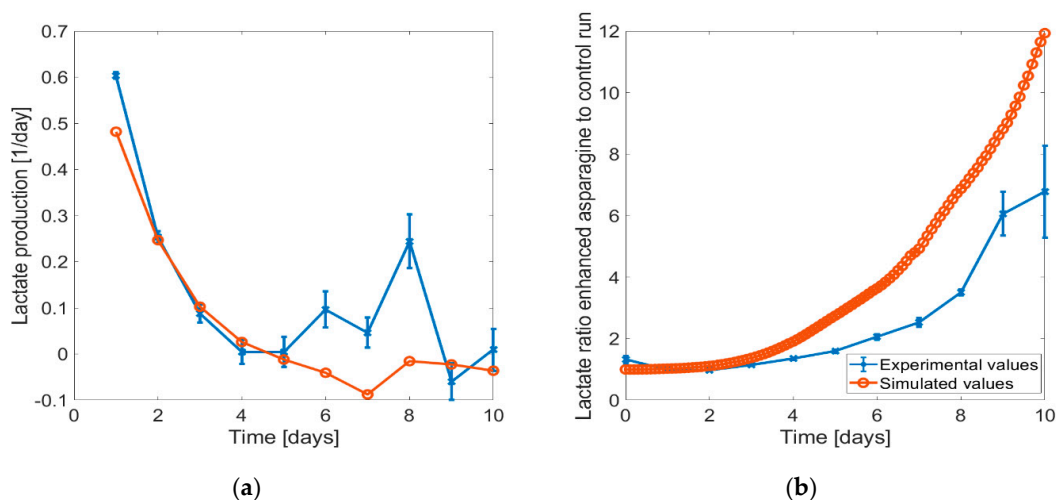 0.7
0.6
0.5
0.4
0.3
0.2
0.1
0
-0.1
Lactate production [1/day]
0 2 4 6 8 10
Time [days]
(a)
12
10
8
6
4
2
0
Lactate ratio enhanced asparagine to control run
Experimental values
Simulated values
0 2 4 6 8 10
Time [days]
(b)